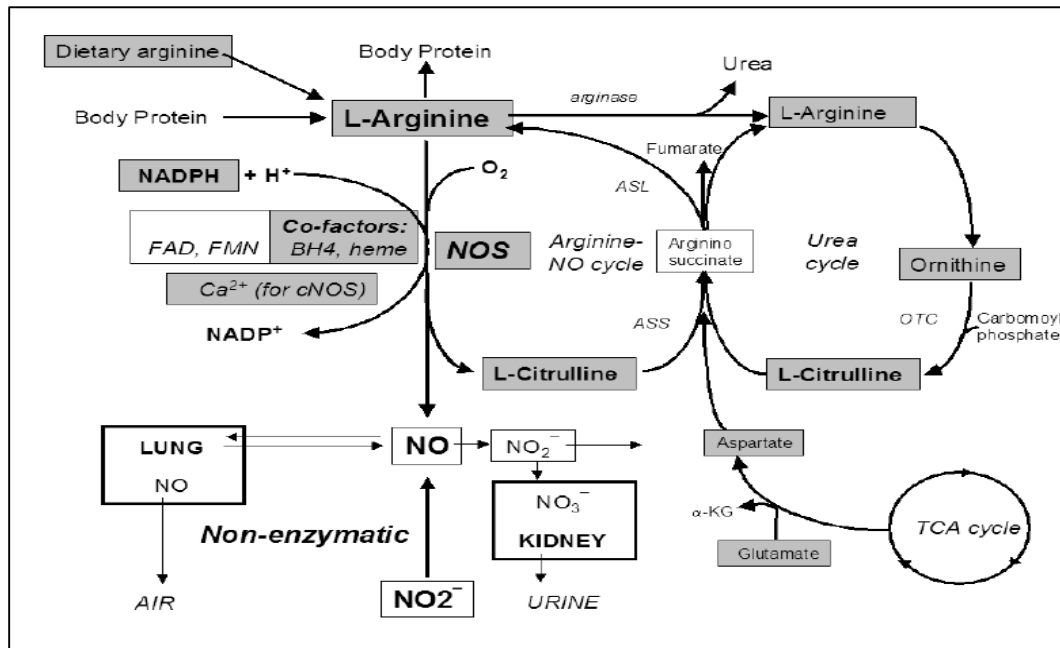 Dietary arginine
Body Protein
Urea
Body Protein
L-Arginine
arginase
L-Arginine
Fumarate
NADPH + H⁺
O₂
ASL
FAD, FMN
Co-factors:
BH4, heme
NOS
Arginine-
NO cycle
Arginino
succinate
Urea
cycle
Ornithine
Ca²⁺ (for cNOS)
NADP⁺
ASS
OTC
Carbomoyl
phosphate
L-Citrulline
L-Citrulline
LUNG
NO
NO
NO₂⁻
Aspartate
NO₃⁻
KIDNEY
α-KG
Glutamate
TCA cycle
Non-enzymatic
AIR
NO2⁻
URINE